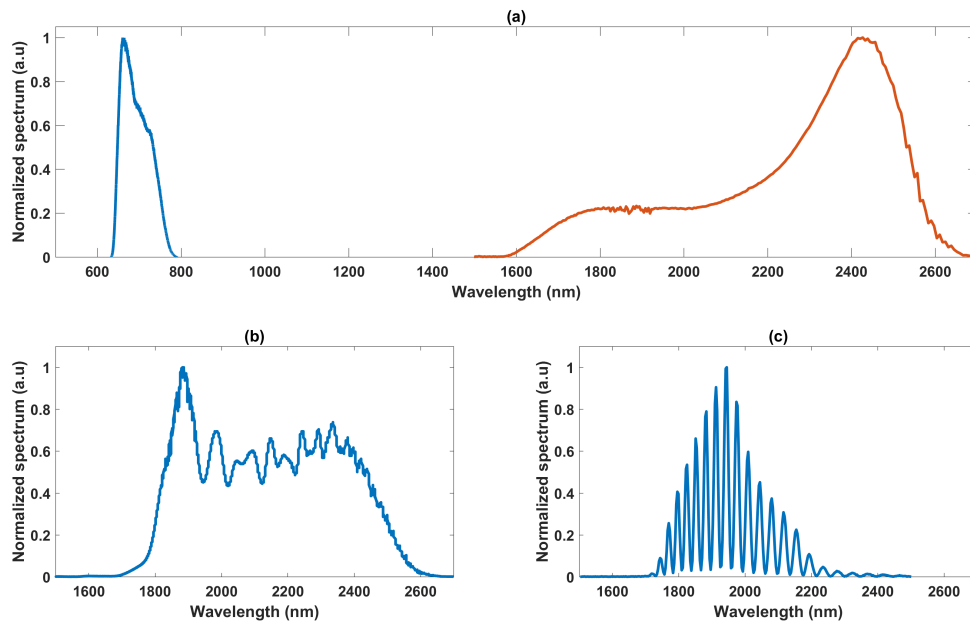 (a)
Normalized spectrum (a.u)
1
0.8
0.6
0.4
0.2
0
600 800 1000 1200 1400 1600 1800 2000 2200 2400 2600
Wavelength (nm)
(b)
Normalized spectrum (a.u)
1
0.8
0.6
0.4
0.2
0
1600 1800 2000 2200 2400 2600
Wavelength (nm)
(c)
Normalized spectrum (a.u)
1
0.8
0.6
0.4
0.2
0
1600 1800 2000 2200 2400 2600
Wavelength (nm)